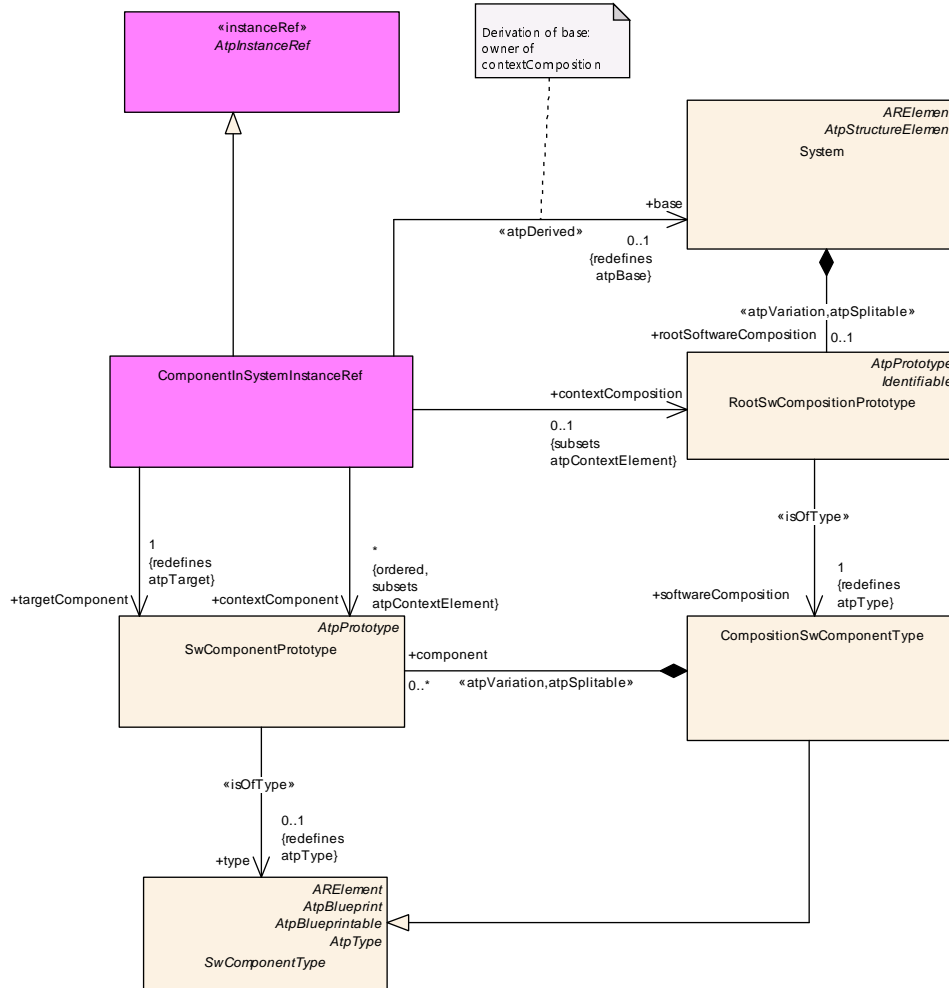 «instanceRef»
AtpInstanceRef
Derivation of base:
owner of
contextComposition
ARElement
AtpStructureElement
System
+base
«atpDerived»
0..1
{redefines
atpBase}
«atpVariation,atpSplitable»
+rootSoftwareComposition
0..1
ComponentInSystemInstanceRef
AtpPrototype
Identifiable
RootSwCompositionPrototype
+contextComposition
0..1
{subsets
atpContextElement}
«isOfType»
1
{redefines
atpTarget}
+targetComponent
*
{ordered,
subsets
atpContextElement}
+contextComponent
1
{redefines
atpType}
+softwareComposition
AtpPrototype
SwComponentPrototype
+component
0..*
«atpVariation,atpSplitable»
CompositionSwComponentType
«isOfType»
0..1
{redefines
atpType}
+type
ARElement
AtpBlueprint
AtpBlueprintable
AtpType
SwComponentType